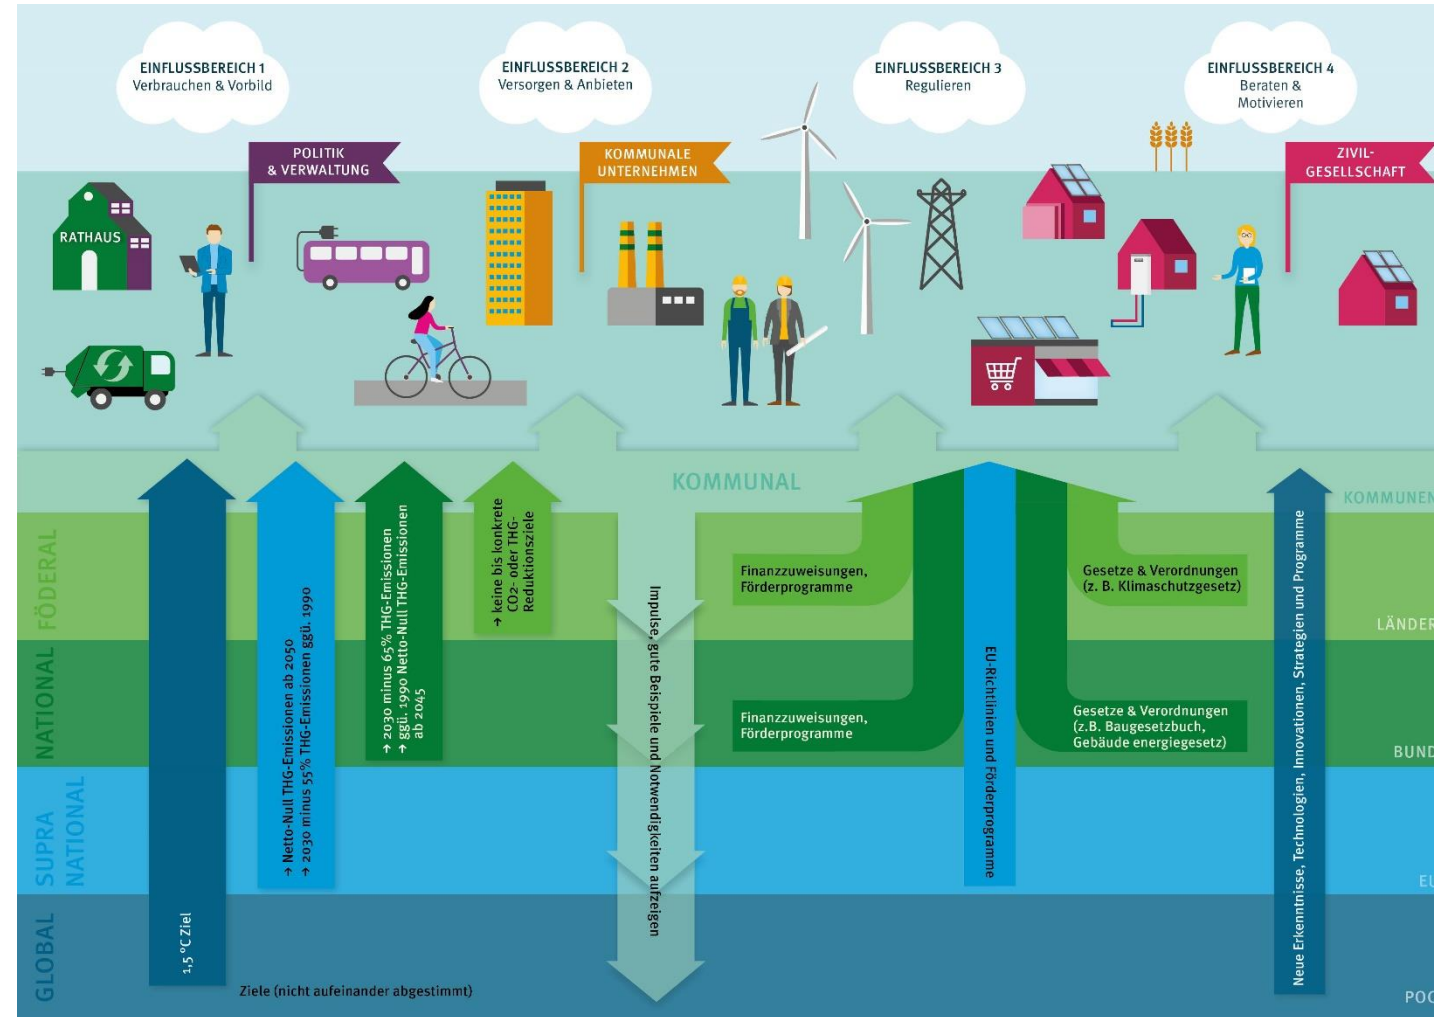 EINFLUSSBEREICH 1
Verbrauchen & Vorbild
EINFLUSSBEREICH 2
Versorgen & Anbieten
EINFLUSSBEREICH 3
Regulieren
EINFLUSSBEREICH 4
Beraten &
Motivieren
POLITIK
& VERWALTUNG
KOMMUNALE
UNTERNEHMEN
ZIVIL-
GESELLSCHAFT
RATHAUS
KOMMUNAL
KOMMUNEN
FÖDERAL
LÄNDER
NATIONAL
BUND
SUPRA
NATIONAL
EU
GLOBAL
1,5 °C Ziel
→ Netto-Null THG-Emissionen ab 2050
→ 2030 minus 55% THG-Emissionen ggü. 1990
→ 2030 minus 65% THG-Emissionen
→ ggü. 1990 Netto-Null THG-Emissionen
ab 2045
→ keine bis konkrete
CO2- oder THG-
Reduktionsziele
Impulse, gute Beispiele und Notwendigkeiten aufzeigen
Finanzzuweisungen,
Förderprogramme
Gesetze & Verordnungen
(z. B. Klimaschutzgesetz)
Finanzzuweisungen,
Förderprogramme
Gesetze & Verordnungen
(z.B. Baugesetzbuch,
Gebäude energiegesetz)
EU-Richtlinien und Förderprogramme
Neue Erkenntnisse, Technologien, Innovationen, Strategien und Programme
Ziele (nicht aufeinander abgestimmt)